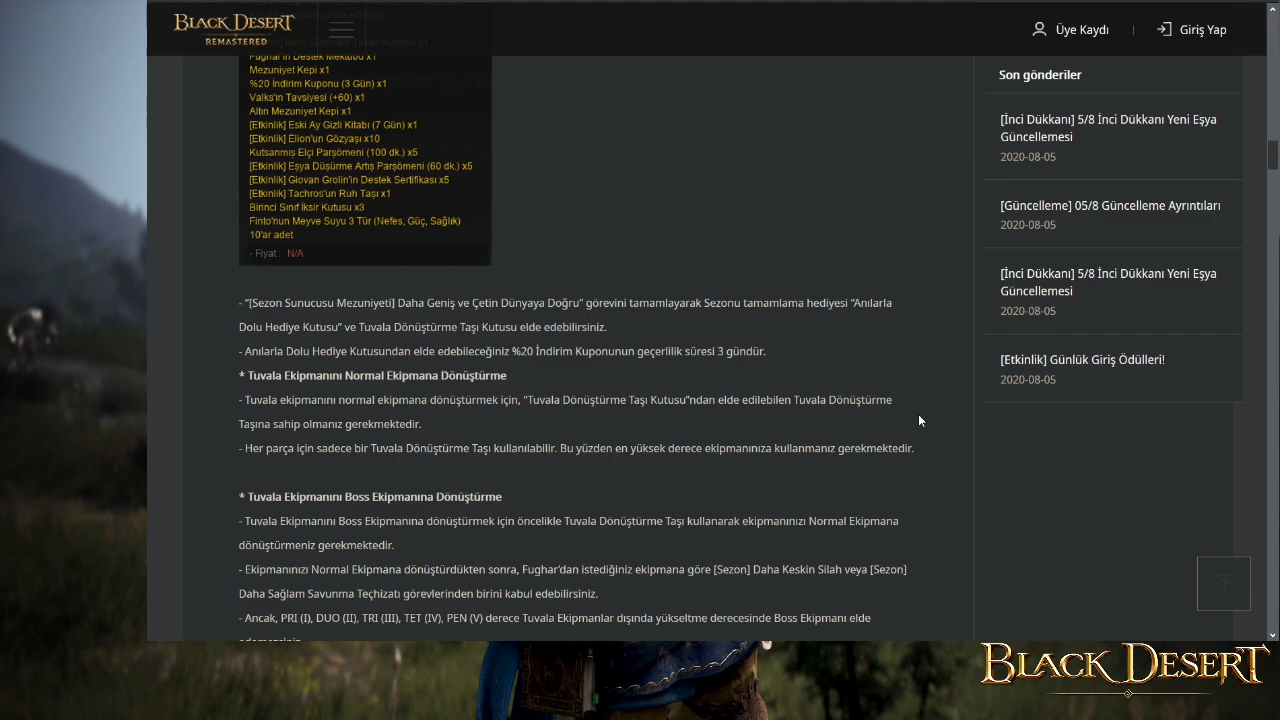 BLACK DESERT
REMASTERED
Üye Kaydı
Giriş Yap
Fughar'ın Destek Mektubu x1
Mezuniyet Kepi x1
%20 İndirim Kuponu (3 Gün) x1
Valks'ın Tavsiyesi (+60) x1
Altın Mezuniyet Kepi x1
[Etkinlik] Eski Ay Gizli Kitabı (7 Gün) x1
[Etkinlik] Elion'un Gözyaşı x10
Kutsanmış Elçi Parşömeni (100 dk.) x5
[Etkinlik] Eşya Düşürme Artış Parşömeni (60 dk.) x5
[Etkinlik] Giovan Grolin'in Destek Sertifikası x5
[Etkinlik] Tachros'un Ruh Taşı x1
Birinci Sınıf İksir Kutusu x3
Finto'nun Meyve Suyu 3 Tür (Nefes, Güç, Sağlık)
10'ar adet
- Fiyat : N/A
- “[Sezon Sunucusu Mezuniyeti] Daha Geniş ve Çetin Dünyaya Doğru” görevini tamamlayarak Sezonu tamamlama hediyesi “Anılarla
Dolu Hediye Kutusu” ve Tuvala Dönüştürme Taşı Kutusu elde edebilirsiniz.
- Anılarla Dolu Hediye Kutusundan elde edebileceğiniz %20 İndirim Kuponunun geçerlilik süresi 3 gündür.
* Tuvala Ekipmanını Normal Ekipmana Dönüştürme
- Tuvala ekipmanını normal ekipmana dönüştürmek için, “Tuvala Dönüştürme Taşı Kutusu”ndan elde edilebilen Tuvala Dönüştürme
Taşına sahip olmanız gerekmektedir.
- Her parça için sadece bir Tuvala Dönüştürme Taşı kullanılabilir. Bu yüzden en yüksek derece ekipmanınıza kullanmanız gerekmektedir.
* Tuvala Ekipmanını Boss Ekipmanına Dönüştürme
- Tuvala Ekipmanını Boss Ekipmanına dönüştürmek için öncelikle Tuvala Dönüştürme Taşı kullanarak ekipmanınızı Normal Ekipmana
dönüştürmeniz gerekmektedir.
- Ekipmanınızı Normal Ekipmana dönüştürdükten sonra, Fughar’dan istediğiniz ekipmana göre [Sezon] Daha Keskin Silah veya [Sezon]
Daha Sağlam Savunma Teçhizatı görevlerinden birini kabul edebilirsiniz.
- Ancak, PRI (I), DUO (II), TRI (III), TET (IV), PEN (V) derece Tuvala Ekipmanlar dışında yükseltme derecesinde Boss Ekipmanı elde
Son gönderiler
[İnci Dükkanı] 5/8 İnci Dükkanı Yeni Eşya
Güncellemesi
2020-08-05
[Güncelleme] 05/8 Güncelleme Ayrıntıları
2020-08-05
[İnci Dükkanı] 5/8 İnci Dükkanı Yeni Eşya
Güncellemesi
2020-08-05
[Etkinlik] Günlük Giriş Ödülleri!
2020-08-05
BLACK DESERT